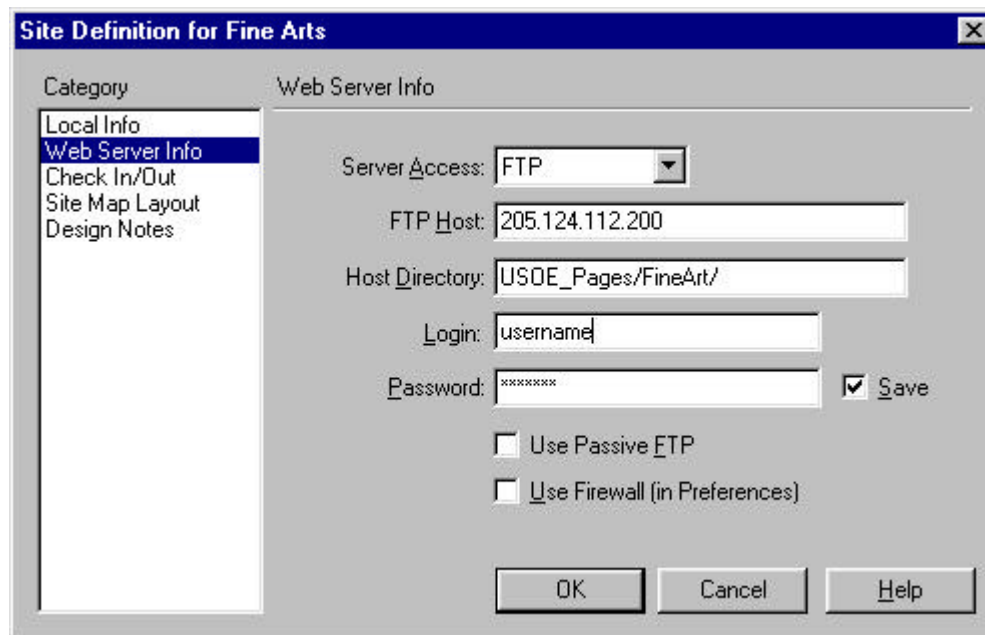 Site Definition for Fine Arts
Category
Local Info
Web Server Info
Check In/Out
Site Map Layout
Design Notes
Web Server Info
Server Access: FTP
FTP Host: 205.124.112.200
Host Directory: USOE_Pages/FineArt/
Login: username
Password: xxxxxxx Save
Use Passive FTP
Use Firewall (in Preferences)
OK Cancel Help